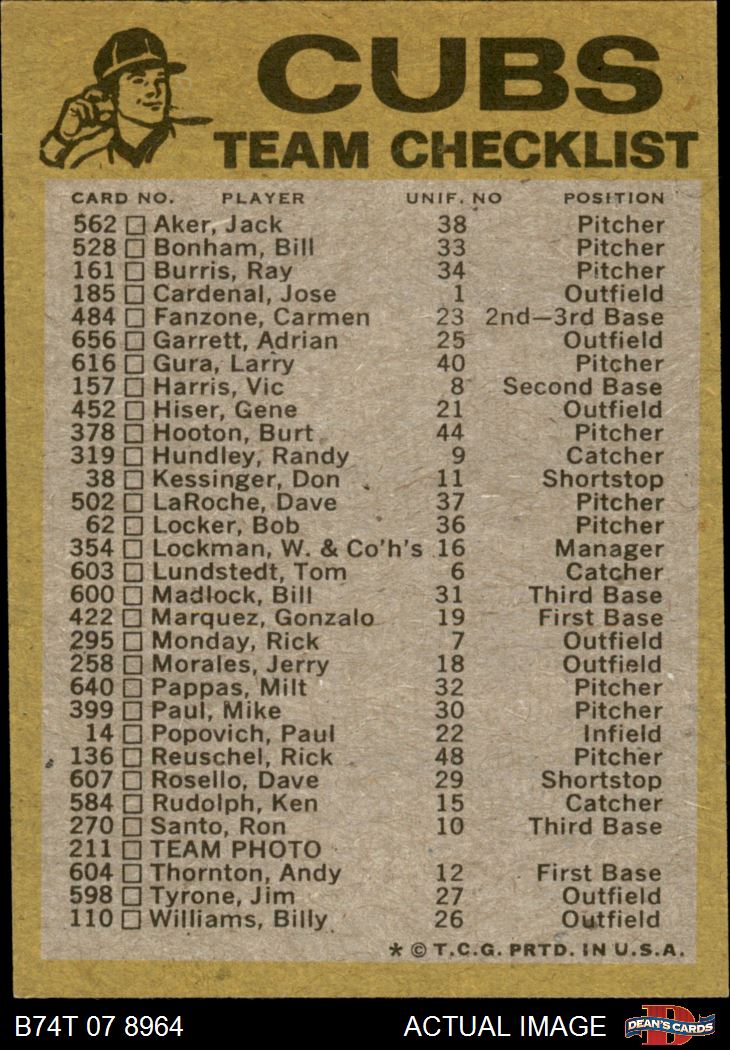 CUBS
TEAM CHECKLIST
CARD NO. PLAYER UNIF. NO POSITION
562 Aker, Jack 38 Pitcher
528 Bonham, Bill 33 Pitcher
161 Burris, Ray 34 Pitcher
185 Cardenal, Jose 1 Outfield
484 Fanzone, Carmen 23 2nd—3rd Base
656 Garrett, Adrian 25 Outfield
616 Gura, Larry 40 Pitcher
157 Harris, Vic 8 Second Base
452 Hiser, Gene 21 Outfield
378 Hooton, Burt 44 Pitcher
319 Hundley, Randy 9 Catcher
38 Kessinger, Don 11 Shortstop
502 LaRoche, Dave 37 Pitcher
62 Locker, Bob 36 Pitcher
354 Lockman, W. & Co'h's 16 Manager
603 Lundstedt, Tom 6 Catcher
600 Madlock, Bill 31 Third Base
422 Marquez, Gonzalo 19 First Base
295 Monday, Rick 7 Outfield
258 Morales, Jerry 18 Outfield
640 Pappas, Milt 32 Pitcher
399 Paul, Mike 30 Pitcher
14 Popovich, Paul 22 Infield
136 Reuschel, Rick 48 Pitcher
607 Rosello, Dave 29 Shortstop
584 Rudolph, Ken 15 Catcher
270 Santo, Ron 10 Third Base
211 TEAM PHOTO
604 Thornton, Andy 12 First Base
598 Tyrone, Jim 27 Outfield
110 Williams, Billy 26 Outfield
* © T.C.G. PRTD. IN U.S.A.
B74T 07 8964 ACTUAL IMAGE DEAN'S CARDS